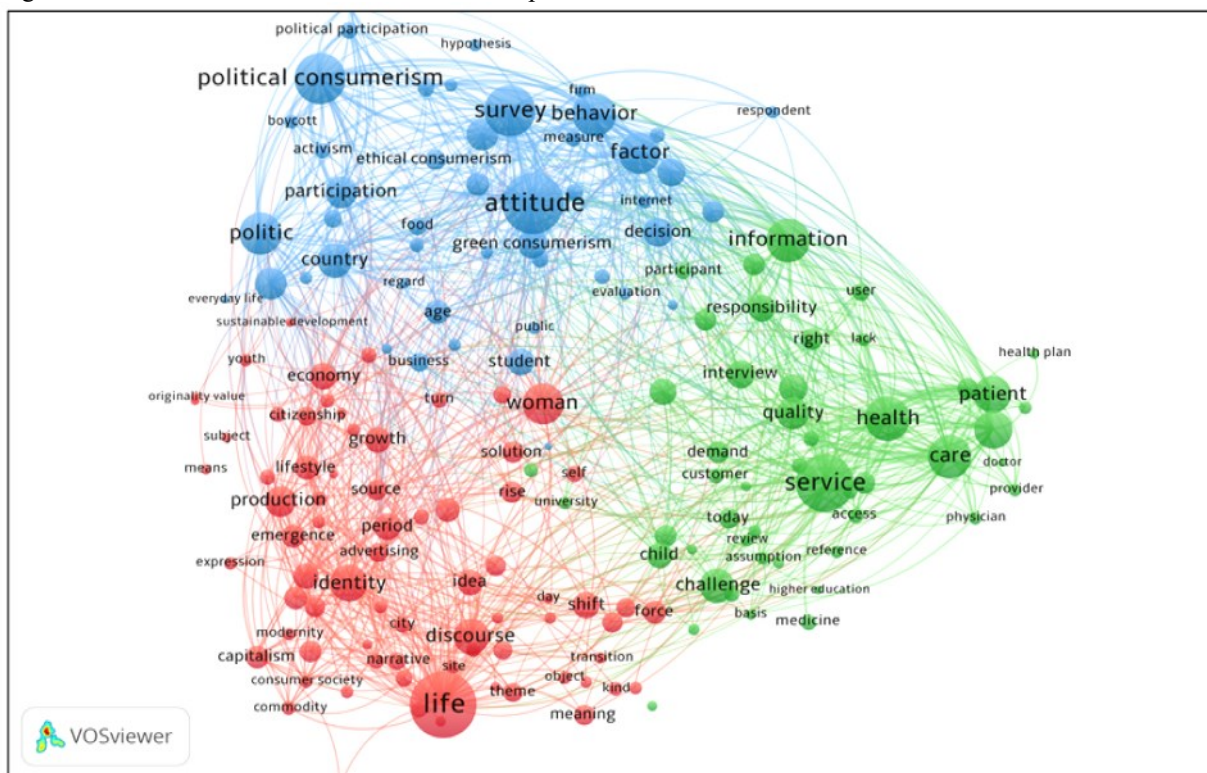 political participation
hypothesis
political consumerism
firm
survey
behavior
respondent
boycott
measure
activism
factor
ethical consumerism
participation
attitude
internet
politic
food
decision
information
green consumerism
country
participant
regard
user
everyday life
evaluation
responsibility
sustainable development
age
public
right
lack
youth
business
student
health plan
economy
interview
patient
originality value
turn
woman
citizenship
quality
health
subject
growth
solution
demand
care
means
lifestyle
self
customer
doctor
source
service
production
rise
university
provider
access
emergence
period
today
physician
advertising
review
expression
child
assumption
reference
identity
idea
challenge
higher education
day
shift
force
basis
modernity
city
medicine
discourse
capitalism
narrative
site
transition
consumer society
object
theme
kind
commodity
life
meaning
VOSviewer